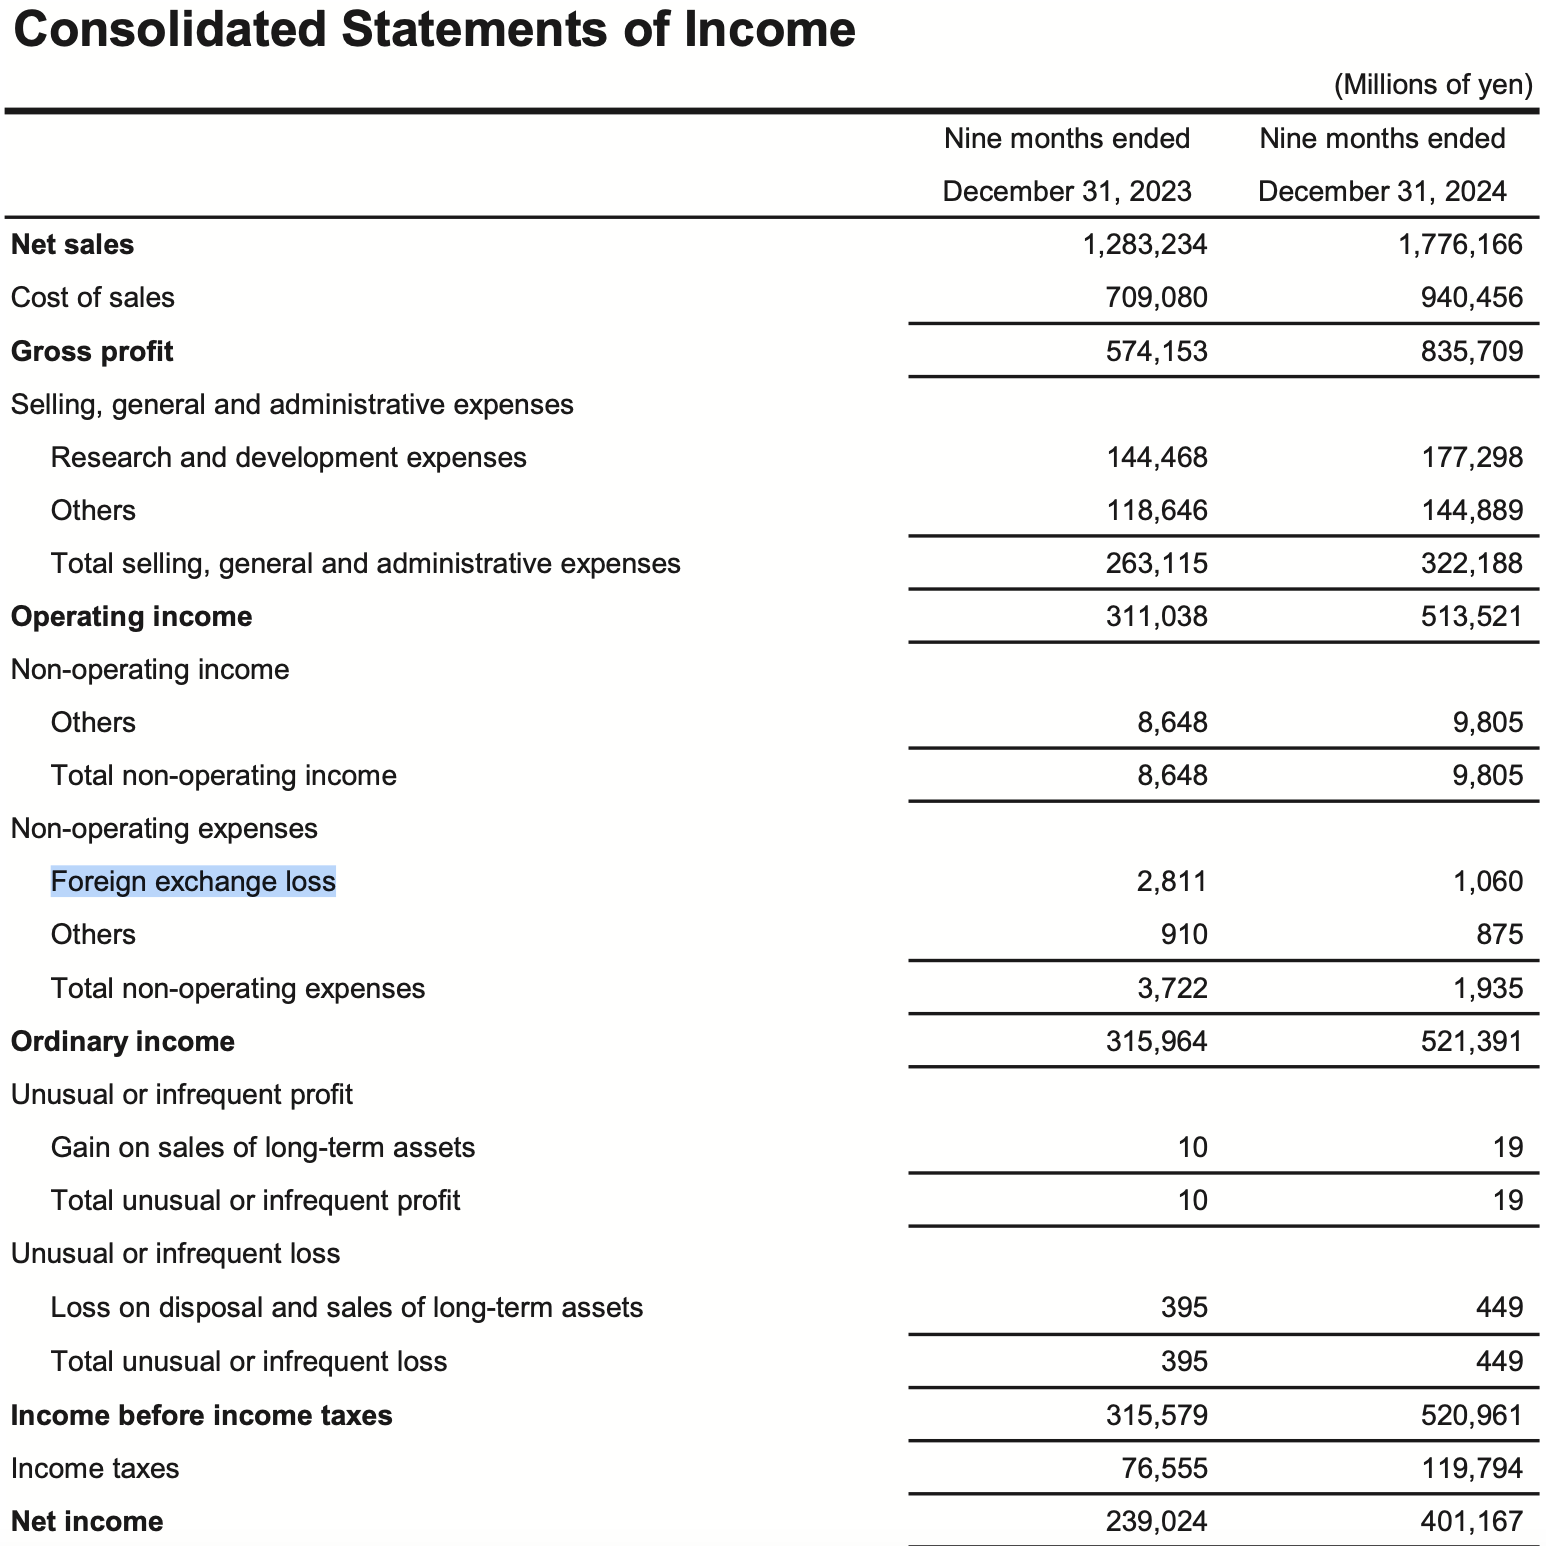 Consolidated Statements of Income
(Millions of yen)
Nine months ended Nine months ended
December 31, 2023 December 31, 2024
Net sales 1,283,234 1,776,166
Cost of sales 709,080 940,456
Gross profit 574,153 835,709
Selling, general and administrative expenses
Research and development expenses 144,468 177,298
Others 118,646 144,889
Total selling, general and administrative expenses 263,115 322,188
Operating income 311,038 513,521
Non-operating income
Others 8,648 9,805
Total non-operating income 8,648 9,805
Non-operating expenses
Foreign exchange loss 2,811 1,060
Others 910 875
Total non-operating expenses 3,722 1,935
Ordinary income 315,964 521,391
Unusual or infrequent profit
Gain on sales of long-term assets 10 19
Total unusual or infrequent profit 10 19
Unusual or infrequent loss
Loss on disposal and sales of long-term assets 395 449
Total unusual or infrequent loss 395 449
Income before income taxes 315,579 520,961
Income taxes 76,555 119,794
Net income 239,024 401,167